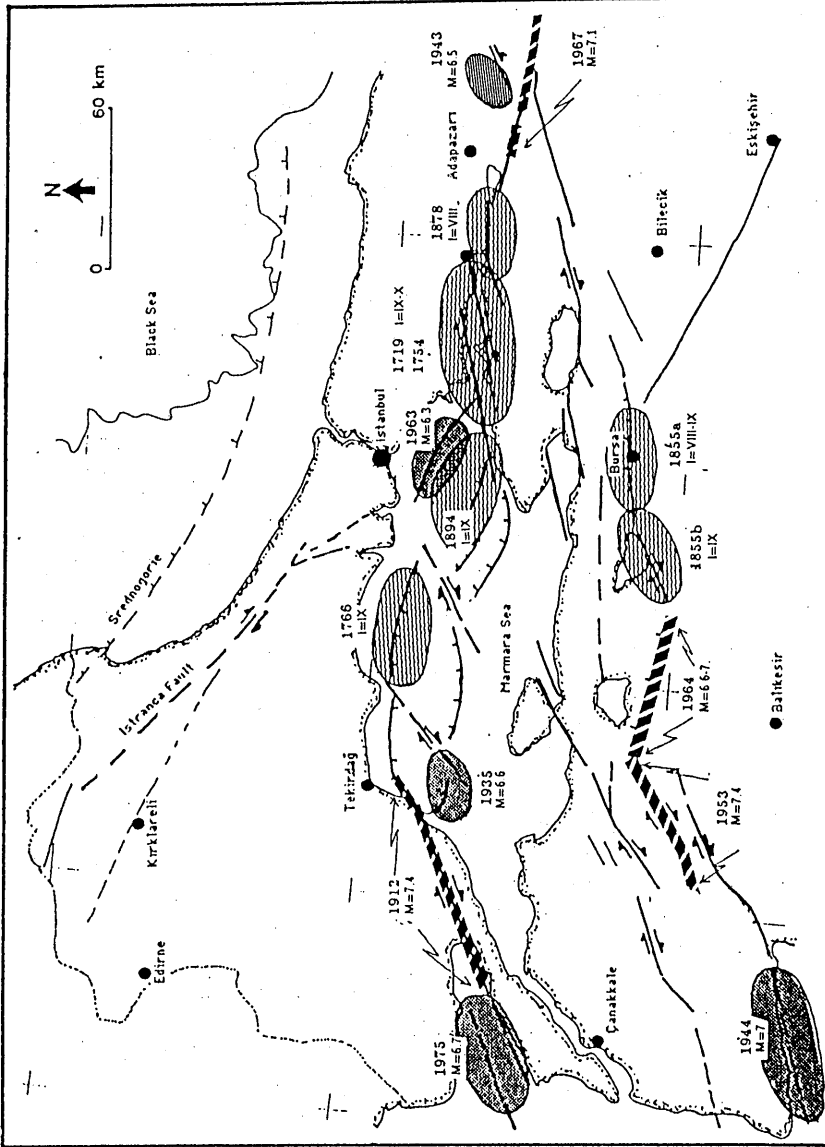 N
0 60 km
Black Sea
Srednogorie
Istranca Fault
Kırklareli
Edirne
Istanbul
Tekirdağ
Marmara Sea
Çanakkale
Adapazarı
Bilecik
Eskişehir
Bursa
Balıkesir
1943
M=6.5
1967
M=7.1
1878
I=VIII
1719 I=IX-X
1754
1963
M=6.3
1894
I=IX
1766
I=IX
1935
M=6.6
1912
M=7.4
1975
M=6.7
1855a
I=VIII-IX
1855b
I=IX
1964
M=6.6-7.
1953
M=7.4
1944
M=7